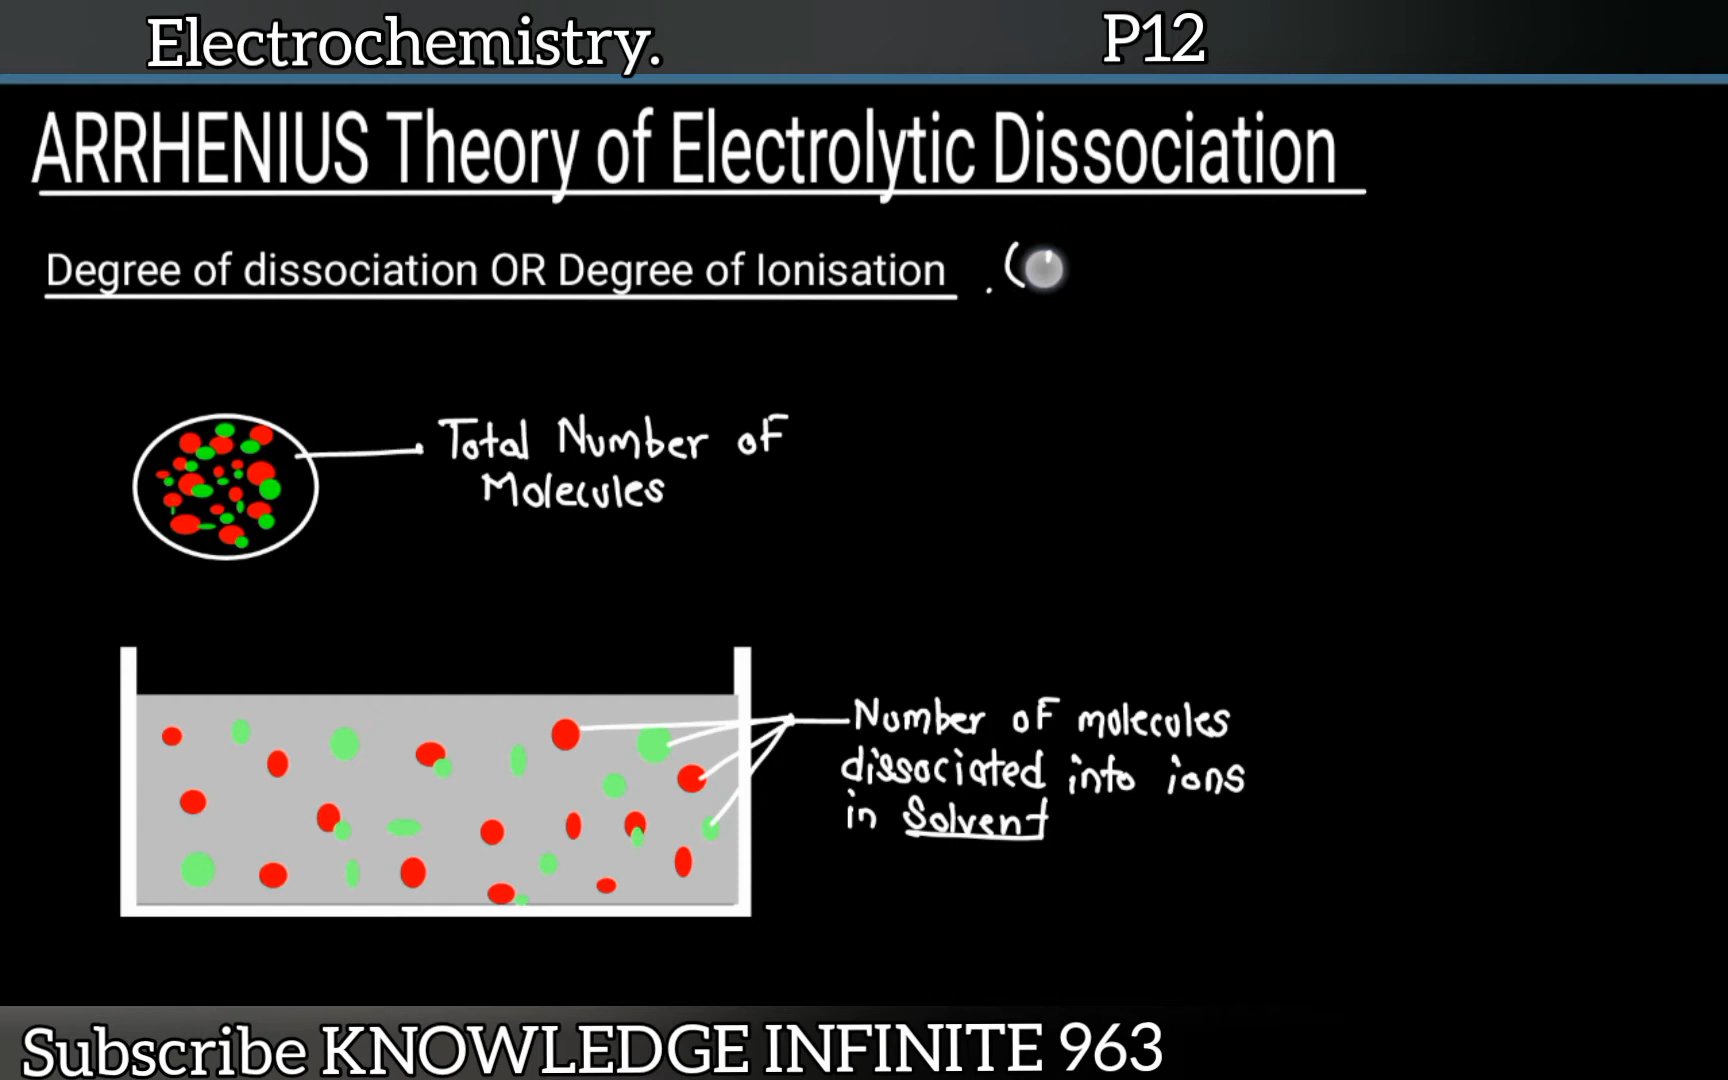 Electrochemistry. P12
ARRHENIUS Theory of Electrolytic Dissociation
Degree of dissociation OR Degree of Ionisation . (
Total Number of
Molecules
Number of molecules
dissociated into ions
in Solvent
Subscribe KNOWLEDGE INFINITE 963